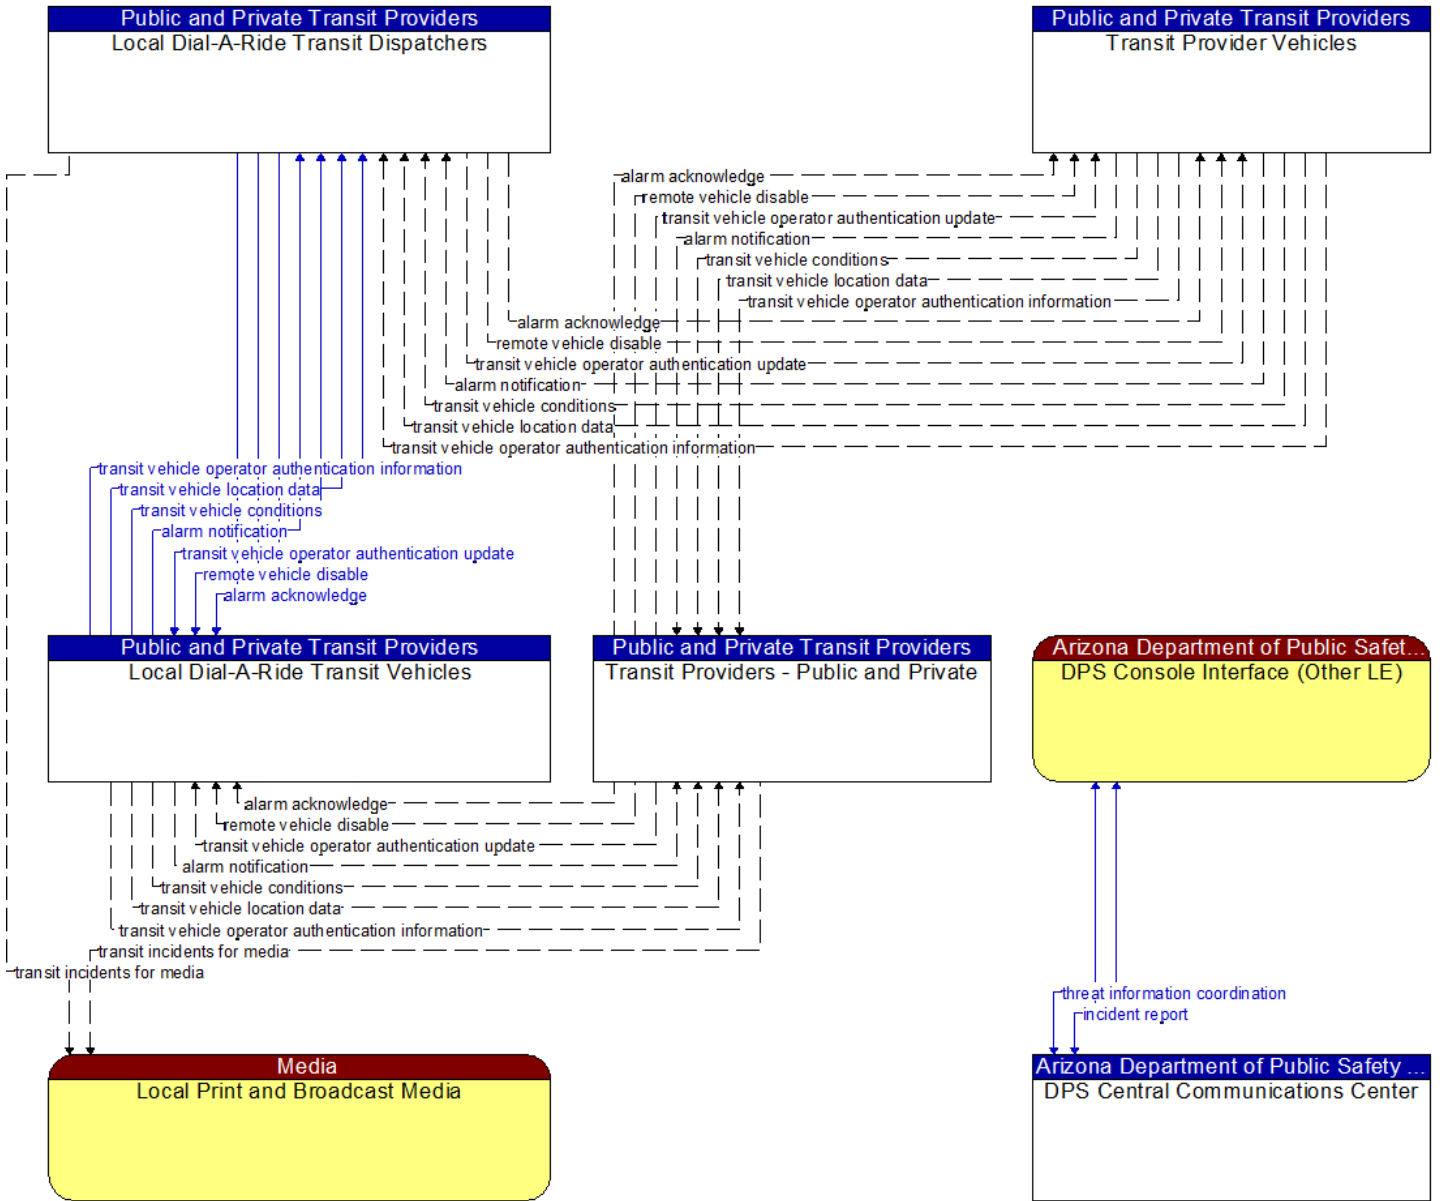 Public and Private Transit Providers
Local Dial-A-Ride Transit Dispatchers
Public and Private Transit Providers
Transit Provider Vehicles
alarm acknowledge
remote vehicle disable
transit vehicle operator authentication update
alarm notification
transit vehicle conditions
transit vehicle location data
transit vehicle operator authentication information
alarm acknowledge
remote vehicle disable
transit vehicle operator authentication update
alarm notification
transit vehicle conditions
transit vehicle location data
transit vehicle operator authentication information
transit vehicle operator authentication information
transit vehicle location data
transit vehicle conditions
alarm notification
transit vehicle operator authentication update
remote vehicle disable
alarm acknowledge
Public and Private Transit Providers
Local Dial-A-Ride Transit Vehicles
Public and Private Transit Providers
Transit Providers - Public and Private
Arizona Department of Public Safet...
DPS Console Interface (Other LE)
alarm acknowledge
remote vehicle disable
transit vehicle operator authentication update
alarm notification
transit vehicle conditions
transit vehicle location data
transit vehicle operator authentication information
transit incidents for media
transit incidents for media
threat information coordination
incident report
Media
Local Print and Broadcast Media
Arizona Department of Public Safety ...
DPS Central Communications Center